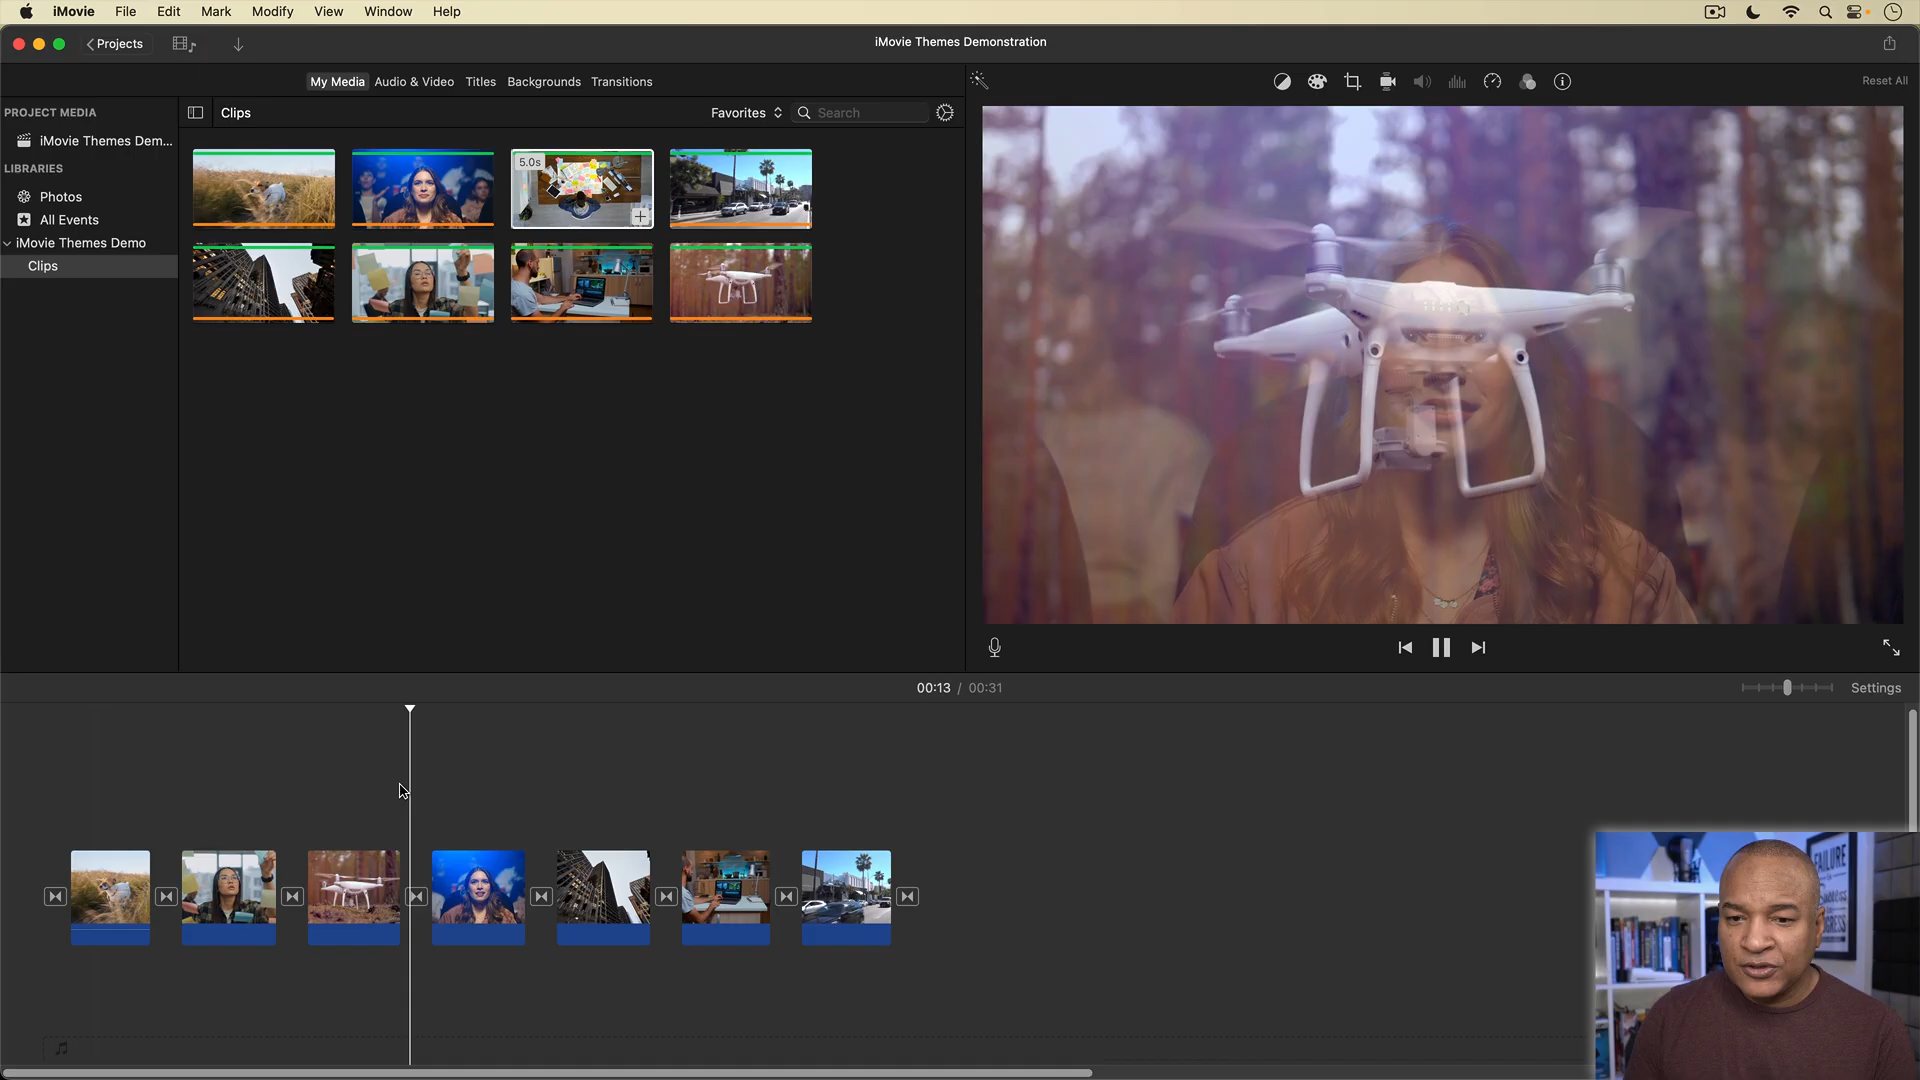 iMovie File Edit Mark Modify View Window Help
Projects
iMovie Themes Demonstration
My Media Audio & Video Titles Backgrounds Transitions
Reset All
PROJECT MEDIA
iMovie Themes Dem...
LIBRARIES
Photos
All Events
iMovie Themes Demo
Clips
Clips
Favorites
Search
5.0s
00:13 / 00:31
Settings
FAILURE